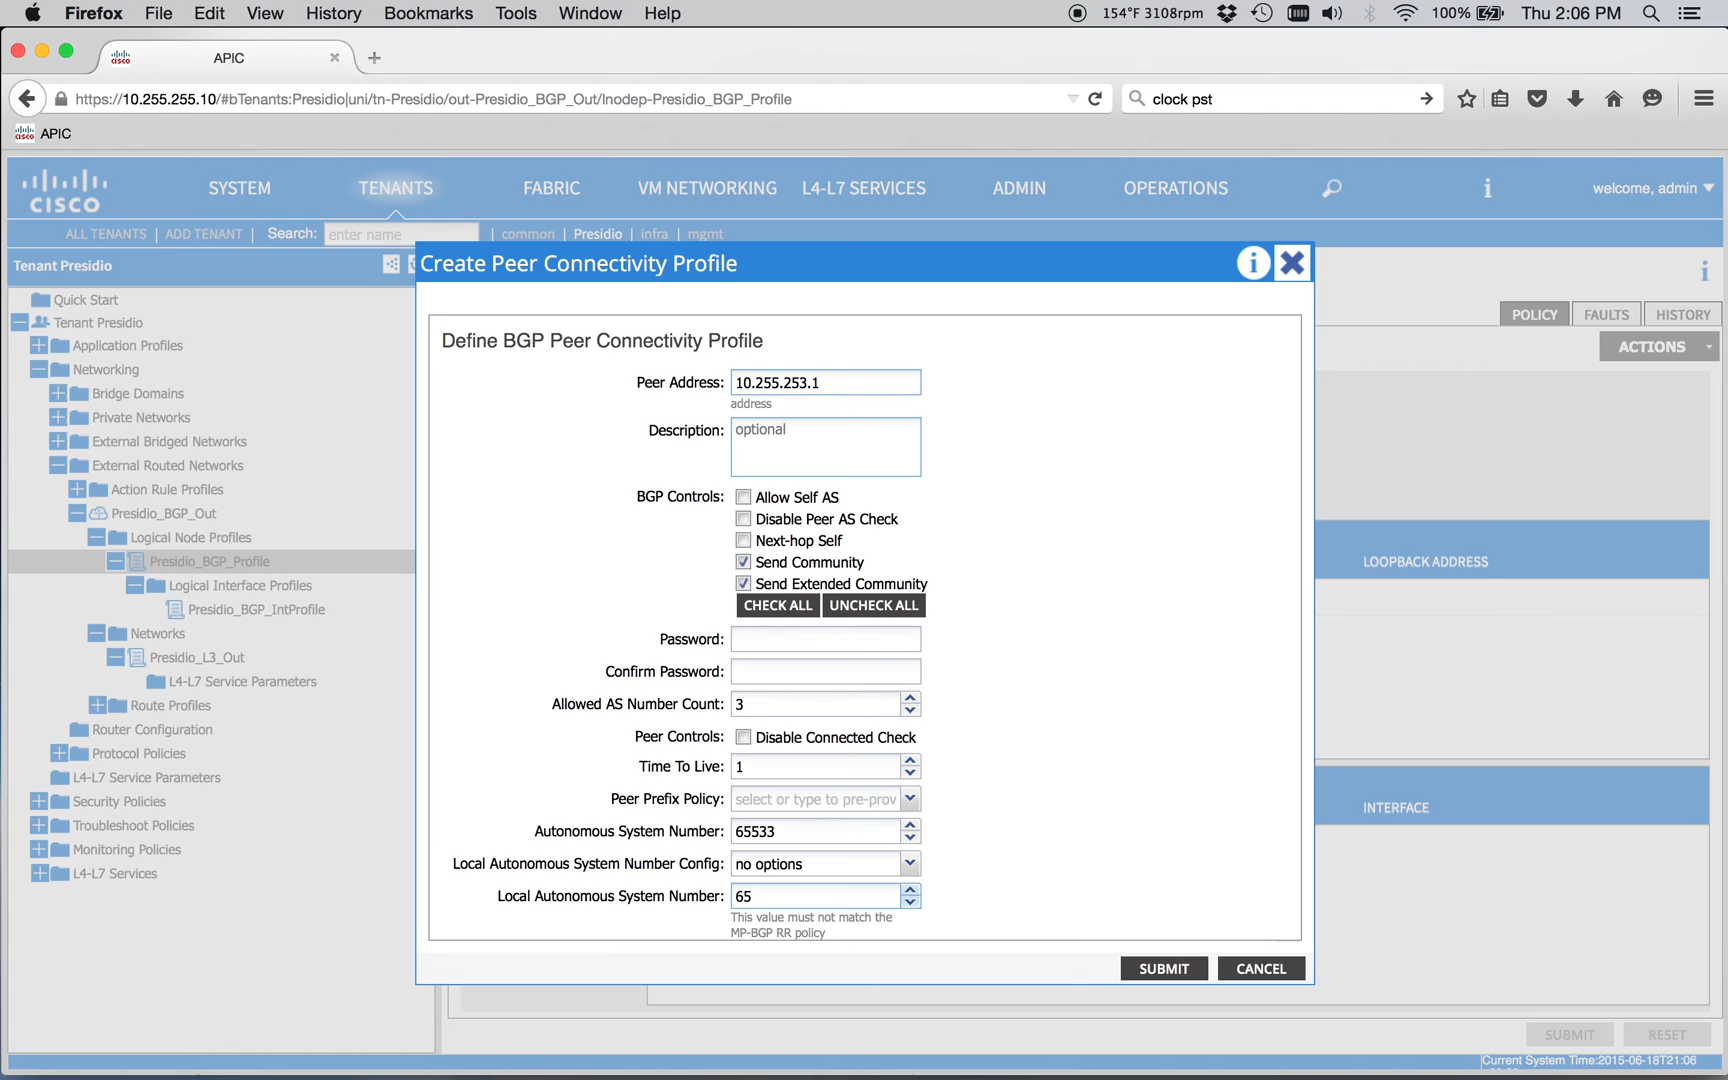 Firefox File Edit View History Bookmarks Tools Window Help 154°F 3108rpm 100% Thu 2:06 PM
APIC
https://10.255.255.10/#bTenants:Presidio|uni/tn-Presidio/out-Presidio_BGP_Out/lnodep-Presidio_BGP_Profile clock pst
cisco APIC
CISCO SYSTEM TENANTS FABRIC VM NETWORKING L4-L7 SERVICES ADMIN OPERATIONS i welcome, admin
ALL TENANTS | ADD TENANT | Search: enter name | common | Presidio | infra | mgmt
Tenant Presidio
Quick Start
Tenant Presidio
Application Profiles
Networking
Bridge Domains
Private Networks
External Bridged Networks
External Routed Networks
Action Rule Profiles
Presidio_BGP_Out
Logical Node Profiles
Presidio_BGP_Profile
Logical Interface Profiles
Presidio_BGP_IntProfile
Networks
Presidio_L3_Out
L4-L7 Service Parameters
Route Profiles
Router Configuration
Protocol Policies
L4-L7 Service Parameters
Security Policies
Troubleshoot Policies
Monitoring Policies
L4-L7 Services
Create Peer Connectivity Profile i
Define BGP Peer Connectivity Profile
Peer Address: 10.255.253.1
address
Description: optional
BGP Controls: Allow Self AS
Disable Peer AS Check
Next-hop Self
Send Community
Send Extended Community
CHECK ALL UNCHECK ALL
Password:
Confirm Password:
Allowed AS Number Count: 3
Peer Controls: Disable Connected Check
Time To Live: 1
Peer Prefix Policy: select or type to pre-prov
Autonomous System Number: 65533
Local Autonomous System Number Config: no options
Local Autonomous System Number: 65
This value must not match the
MP-BGP RR policy
SUBMIT CANCEL
i
POLICY FAULTS HISTORY
ACTIONS
LOOPBACK ADDRESS
INTERFACE
SUBMIT RESET
Current System Time:2015-06-18T21:06